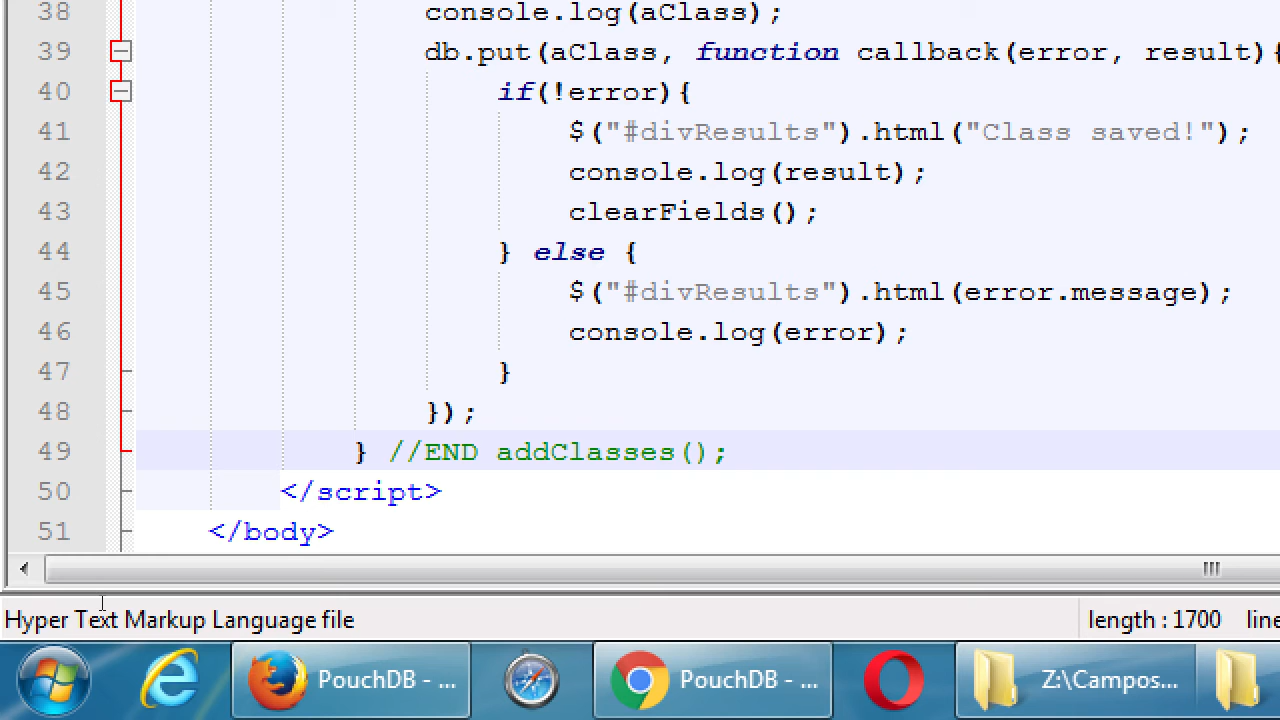 38 console.log(aClass);
39 db.put(aClass, function callback(error, result){
40 if(!error){
41 $("#divResults").html("Class saved!");
42 console.log(result);
43 clearFields();
44 } else {
45 $("#divResults").html(error.message);
46 console.log(error);
47 }
48 });
49 } //END addClasses();
50 </script>
51 </body>
Hyper Text Markup Language file length : 1700 line
PouchDB - ... PouchDB - ... Z:\Campos...